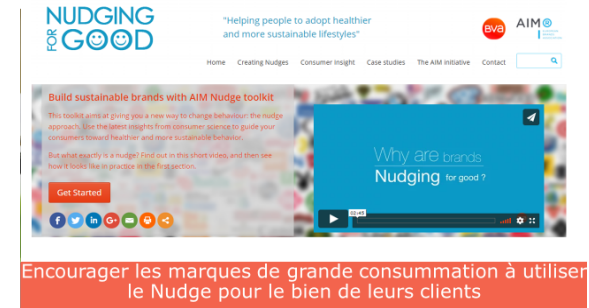 NUDGING
FOR GOOD
"Helping people to adopt healthier
and more sustainable lifestyles"
BVA
AIM
Home Creating Nudges Consumer Insight Case studies The AIM initiative Contact
Build sustainable brands with AIM Nudge toolkit
This toolkit aims at giving you a new way to change behaviour: the nudge
approach. Use the latest insights from consumer science to guide your
consumers toward healthier and more sustainable behavior.
But what exactly is a nudge? Find out in this short video, and then see
how it looks like in practice in the first section.
Get Started
Why are brands
Nudging for good ?
02:45
Encourager les marques de grande consummation à utiliser
le Nudge pour le bien de leurs clients